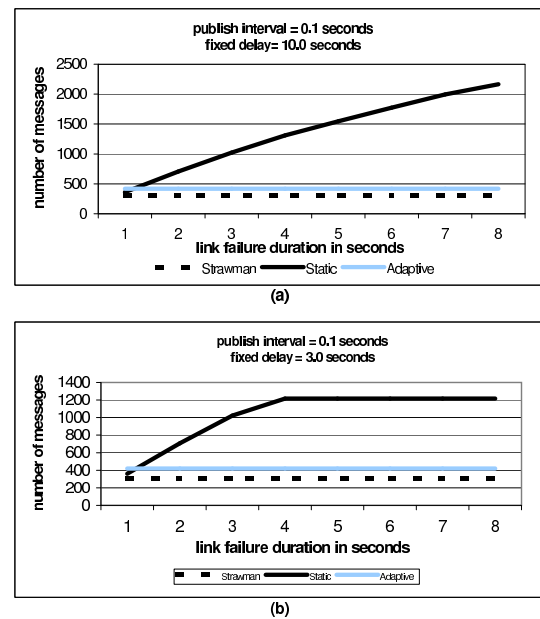 publish interval = 0.1 seconds
fixed delay= 10.0 seconds
2500
2000
1500
1000
500
0
number of messages
1 2 3 4 5 6 7 8
link failure duration in seconds
Strawman Static Adaptive
(a)
publish interval = 0.1 seconds
fixed delay = 3.0 seconds
1400
1200
1000
800
600
400
200
0
number of messages
1 2 3 4 5 6 7 8
link failure duration in seconds
Strawman Static Adaptive
(b)